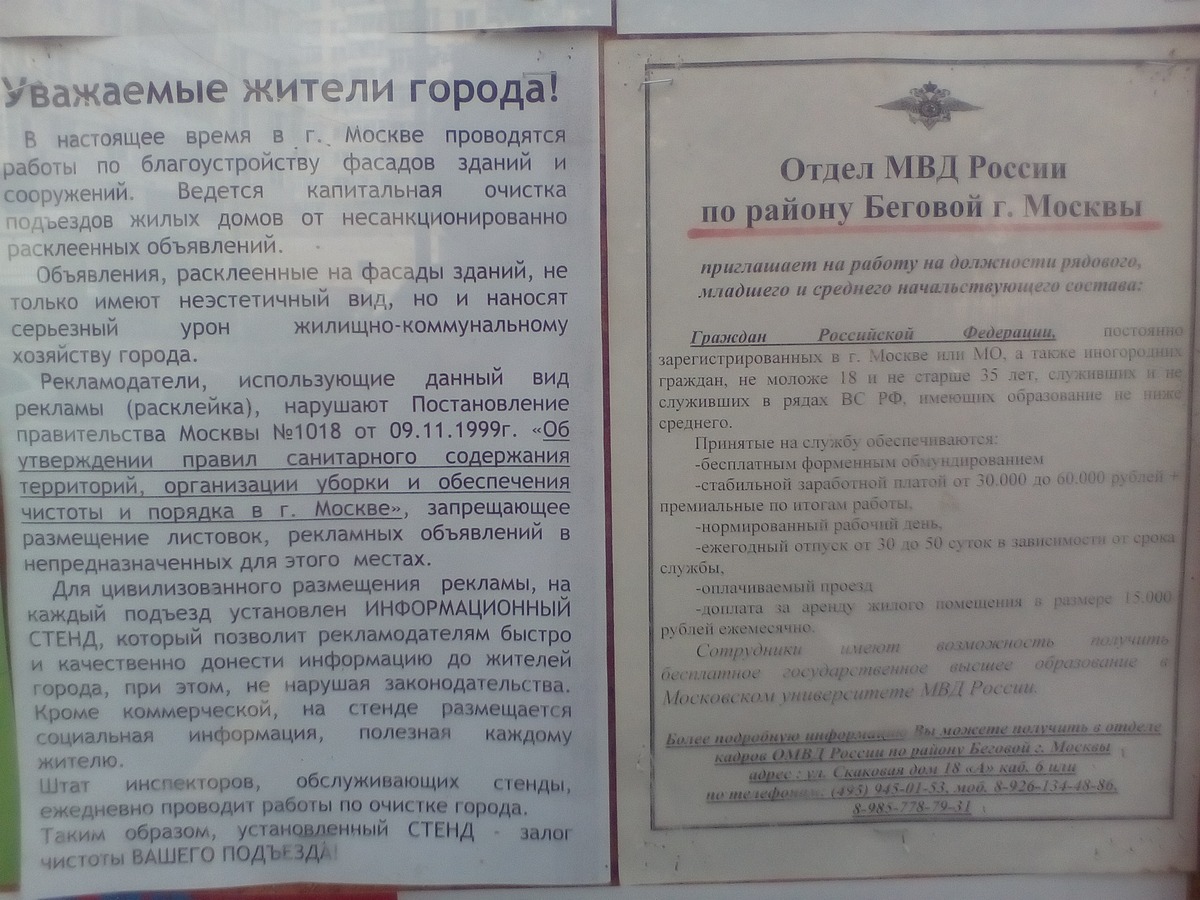 Уважаемые жители города!
В настоящее время в г. Москве проводятся
работы по благоустройству фасадов зданий и
сооружений. Ведется капитальная очистка
подъездов жилых домов от несанкционированно
расклеенных объявлений.
Объявления, расклеенные на фасады зданий, не
только имеют неэстетичный вид, но и наносят
серьезный урон жилищно-коммунальному
хозяйству города.
Рекламодатели, использующие данный вид
рекламы (расклейка), нарушают Постановление
правительства Москвы №1018 от 09.11.1999г. «Об
утверждении правил санитарного содержания
территорий, организации уборки и обеспечения
чистоты и порядка в г. Москве», запрещающее
размещение листовок, рекламных объявлений в
непредназначенных для этого местах.
Для цивилизованного размещения рекламы, на
каждый подъезд установлен ИНФОРМАЦИОННЫЙ
СТЕНД, который позволит рекламодателям быстро
и качественно донести информацию до жителей
города, при этом, не нарушая законодательства.
Кроме коммерческой, на стенде размещается
социальная информация, полезная каждому
жителю.
Штат инспекторов, обслуживающих стенды,
ежедневно проводит работы по очистке города.
Таким образом, установленный СТЕНД - залог
чистоты ВАШЕГО ПОДЪЕЗДА!
Отдел МВД России
по району Беговой г. Москвы
приглашает на работу на должности рядового,
младшего и среднего начальствующего состава:
Граждан Российской Федерации, постоянно
зарегистрированных в г. Москве или МО, а также иногородних
граждан, не моложе 18 и не старше 35 лет, служивших и не
служивших в рядах ВС РФ, имеющих образование не ниже
среднего.
Принятые на службу обеспечиваются:
-бесплатным форменным обмундированием
-стабильной заработной платой от 30.000 до 60.000 рублей +
премиальные по итогам работы,
-нормированный рабочий день,
-ежегодный отпуск от 30 до 50 суток в зависимости от срока
службы,
-оплачиваемый проезд
-доплата за аренду жилого помещения в размере 15.000
рублей ежемесячно.
Сотрудники имеют возможность получить
бесплатное государственное высшее образование в
Московском университете МВД России.
Более подробную информацию Вы можете получить в отделе
кадров ОМВД России по району Беговой г. Москвы
адрес : ул. Скаковая дом 18 «А» каб. 6 или
по телефонам: (495) 945-01-53, моб. 8-926-134-48-86,
8-985-778-79-31